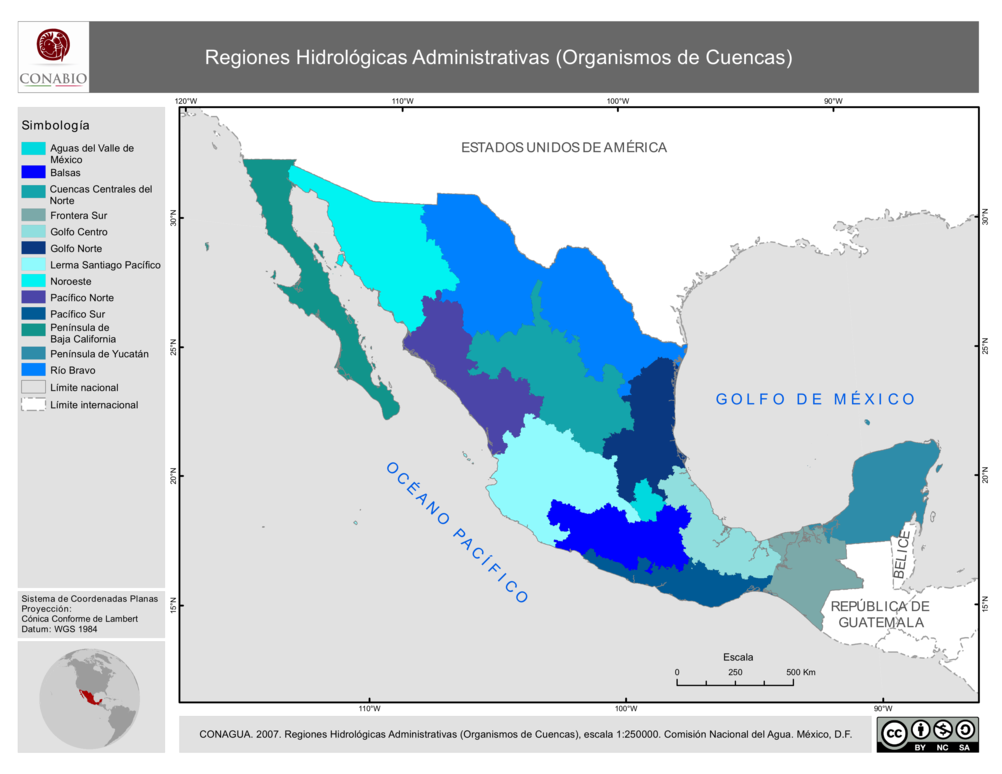 CONABIO
Regiones Hidrológicas Administrativas (Organismos de Cuencas)
120°W
110°W
100°W
90°W
Simbología
Aguas del Valle de
México
Balsas
Cuencas Centrales del
Norte
Frontera Sur
Golfo Centro
Golfo Norte
Lerma Santiago Pacífico
Noroeste
Pacífico Norte
Pacífico Sur
Península de
Baja California
Península de Yucatán
Río Bravo
Límite nacional
Límite internacional
ESTADOS UNIDOS DE AMÉRICA
30°N
30°N
25°N
25°N
GOLFO DE MÉXICO
20°N
20°N
OCÉANO PACÍFICO
BELICE
15°N
15°N
REPÚBLICA DE
GUATEMALA
Escala
0 250 500 Km
110°W
100°W
90°W
Sistema de Coordenadas Planas
Proyección:
Cónica Conforme de Lambert
Datum: WGS 1984
CONAGUA. 2007. Regiones Hidrológicas Administrativas (Organismos de Cuencas), escala 1:250000. Comisión Nacional del Agua. México, D.F.
cc
BY NC SA